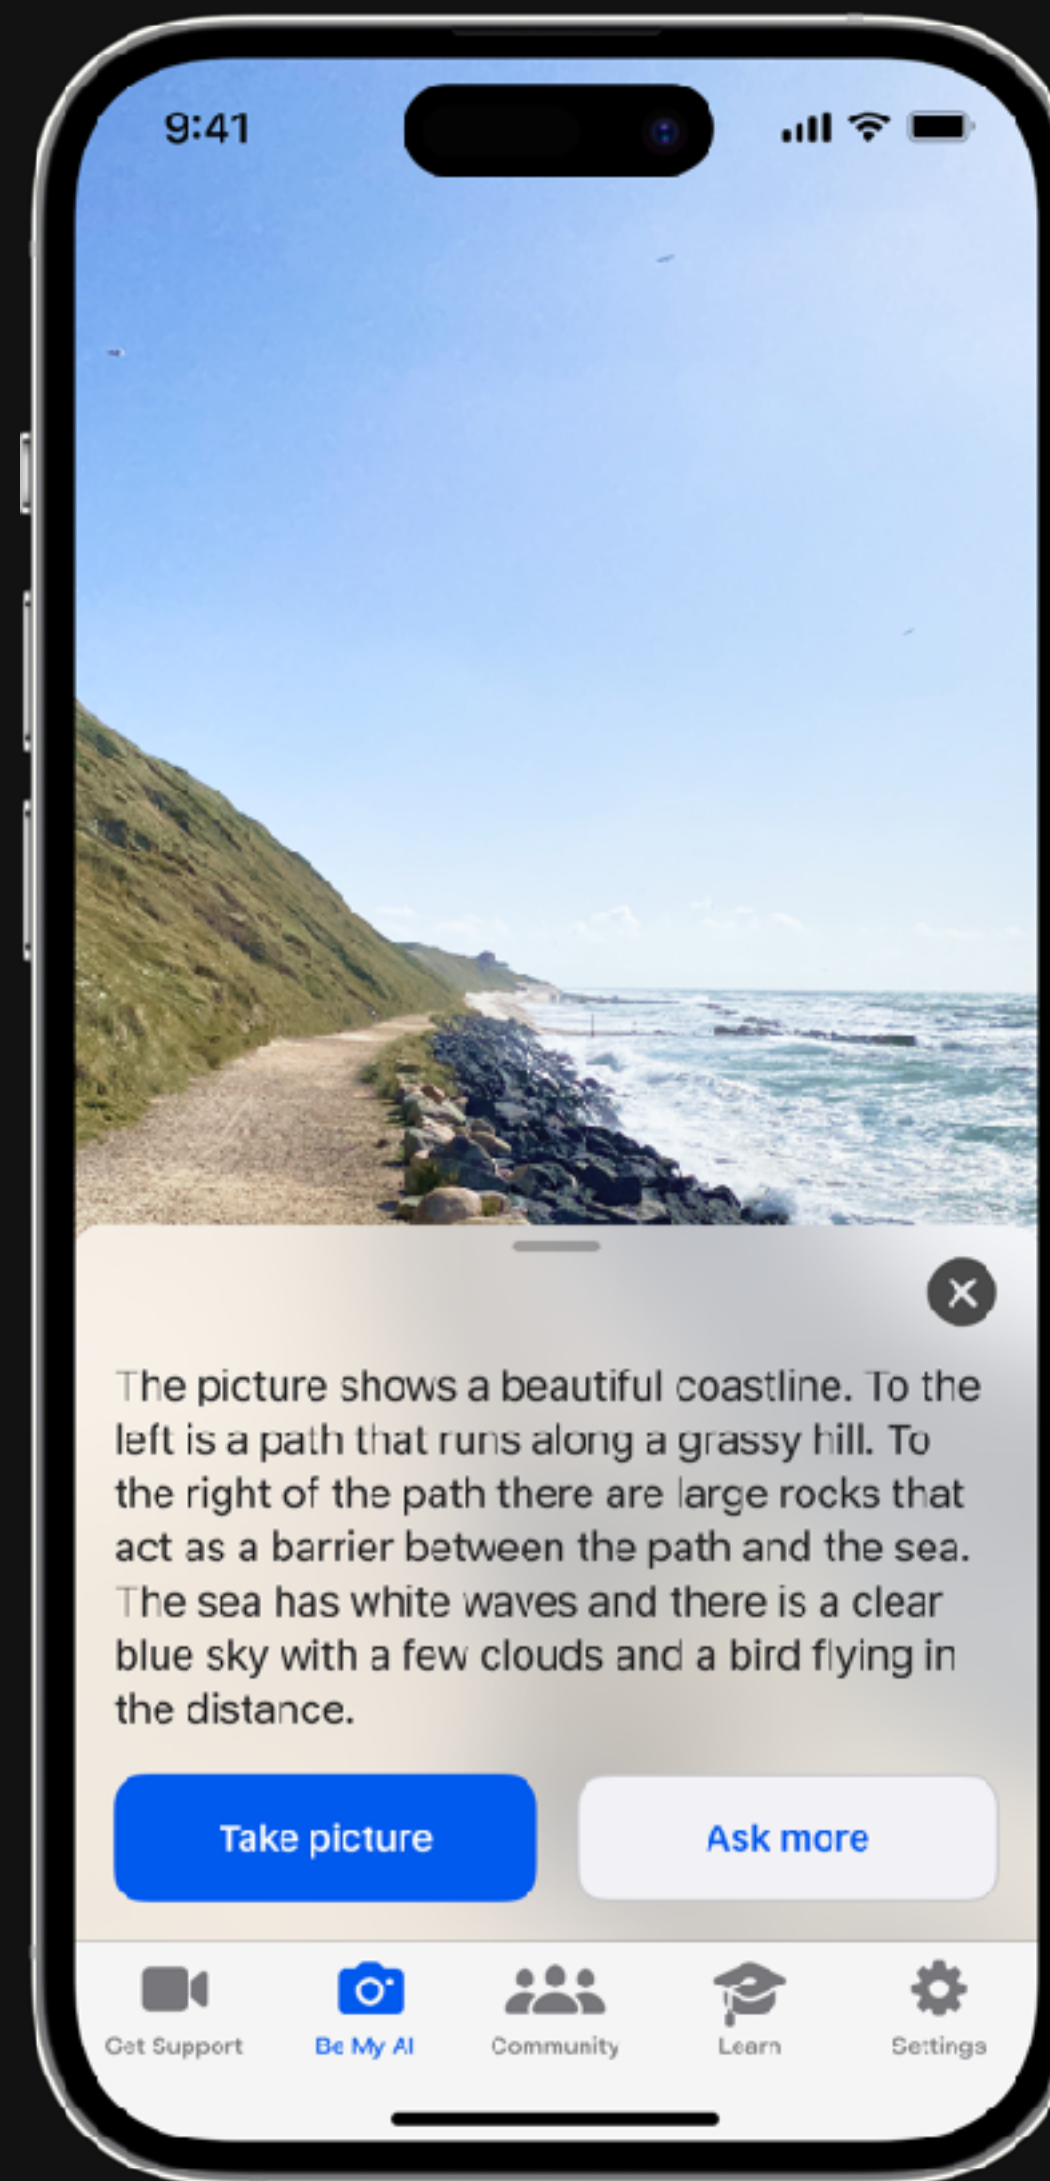 9:41
The picture shows a beautiful coastline. To the
left is a path that runs along a grassy hill. To
the right of the path there are large rocks that
act as a barrier between the path and the sea.
The sea has white waves and there is a clear
blue sky with a few clouds and a bird flying in
the distance.
Take picture
Ask more
Get Support
Be My AI
Community
Learn
Settings